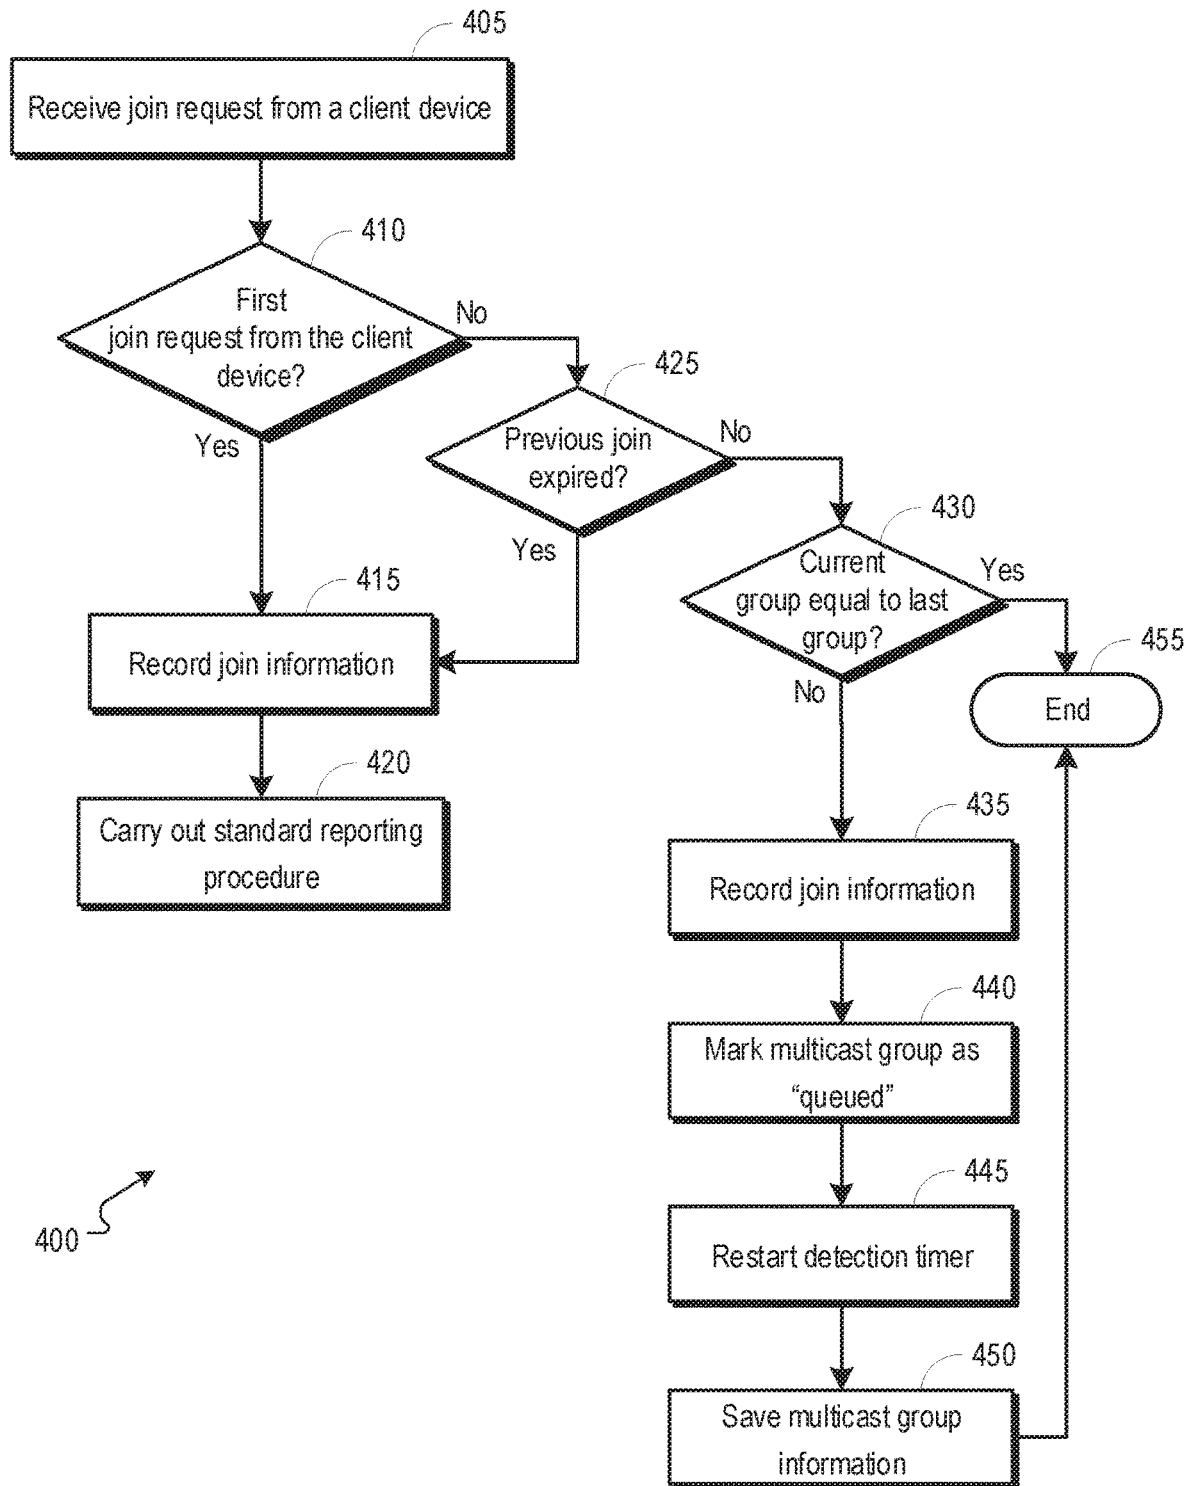 405
Receive join request from a client device
410
First
join request from the client
device?
No
Yes
425
Previous join
expired?
No
Yes
430
Current
group equal to last
group?
Yes
No
415
Record join information
455
End
420
Carry out standard reporting
procedure
435
Record join information
440
Mark multicast group as
“queued”
445
Restart detection timer
400
450
Save multicast group
information